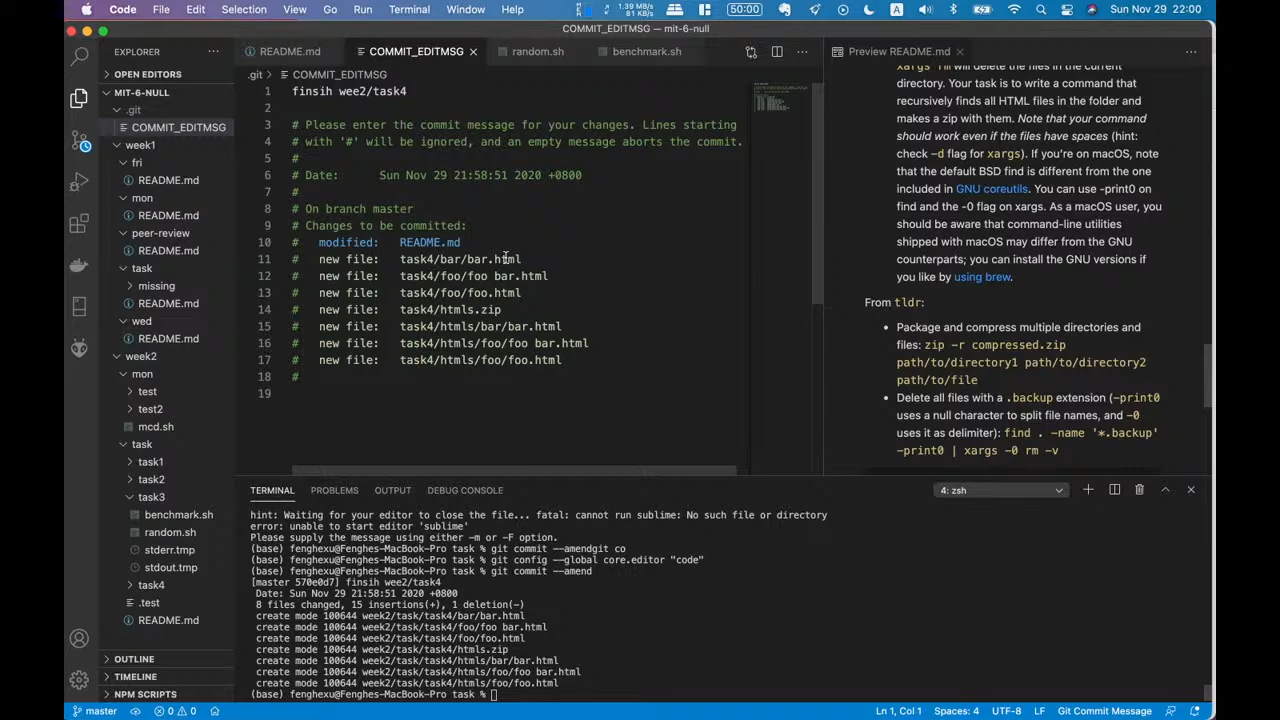 Code File Edit Selection View Go Run Terminal Window Help 1.39 MB/s 81 KB/s 50:00 A Sun Nov 29 22:00
COMMIT_EDITMSG — mit-6-null
EXPLORER
OPEN EDITORS
MIT-6-NULL
.git
COMMIT_EDITMSG
week1
fri
README.md
mon
README.md
peer-review
README.md
task
missing
README.md
wed
README.md
week2
mon
test
test2
mcd.sh
task
task1
task2
task3
benchmark.sh
random.sh
stderr.tmp
stdout.tmp
task4
.test
README.md
OUTLINE
TIMELINE
NPM SCRIPTS
README.md COMMIT_EDITMSG random.sh benchmark.sh
.git COMMIT_EDITMSG
1 finsih wee2/task4
2
3 # Please enter the commit message for your changes. Lines starting
4 # with '#' will be ignored, and an empty message aborts the commit.
5 #
6 # Date: Sun Nov 29 21:58:51 2020 +0800
7 #
8 # On branch master
9 # Changes to be committed:
10 # modified: README.md
11 # new file: task4/bar/bar.html
12 # new file: task4/foo/foo bar.html
13 # new file: task4/foo/foo.html
14 # new file: task4/htmls.zip
15 # new file: task4/htmls/bar/bar.html
16 # new file: task4/htmls/foo/foo bar.html
17 # new file: task4/htmls/foo/foo.html
18 #
19
Preview README.md
xargs rm will delete the files in the current
directory. Your task is to write a command that
recursively finds all HTML files in the folder and
makes a zip with them. Note that your command
should work even if the files have spaces (hint:
check -d flag for xargs). If you're on macOS, note
that the default BSD find is different from the one
included in GNU coreutils. You can use -print0 on
find and the -0 flag on xargs. As a macOS user, you
should be aware that command-line utilities
shipped with macOS may differ from the GNU
counterparts; you can install the GNU versions if
you like by using brew.
From tldr:
• Package and compress multiple directories and
files: zip -r compressed.zip
path/to/directory1 path/to/directory2
path/to/file
• Delete all files with a .backup extension (-print0
uses a null character to split file names, and -0
uses it as delimiter): find . -name '*.backup'
-print0 | xargs -0 rm -v
TERMINAL PROBLEMS OUTPUT DEBUG CONSOLE 4: zsh
hint: Waiting for your editor to close the file... fatal: cannot run sublime: No such file or directory
error: unable to start editor 'sublime'
Please supply the message using either -m or -F option.
(base) fenghexu@Fenghes-MacBook-Pro task % git commit --amendgit co
(base) fenghexu@Fenghes-MacBook-Pro task % git config --global core.editor "code"
(base) fenghexu@Fenghes-MacBook-Pro task % git commit --amend
[master 570e0d7] finsih wee2/task4
Date: Sun Nov 29 21:58:51 2020 +0800
8 files changed, 15 insertions(+), 1 deletion(-)
create mode 100644 week2/task/task4/bar/bar.html
create mode 100644 week2/task/task4/foo/foo bar.html
create mode 100644 week2/task/task4/foo/foo.html
create mode 100644 week2/task/task4/htmls.zip
create mode 100644 week2/task/task4/htmls/bar/bar.html
create mode 100644 week2/task/task4/htmls/foo/foo bar.html
create mode 100644 week2/task/task4/htmls/foo/foo.html
(base) fenghexu@Fenghes-MacBook-Pro task %
master 0 0 Ln 1, Col 1 Spaces: 4 UTF-8 LF Git Commit Message